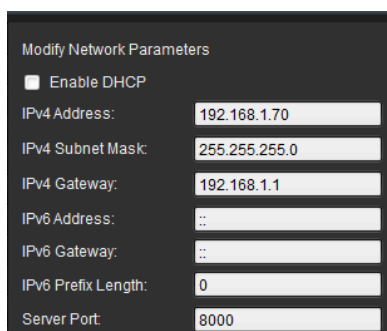 Modify Network Parameters
Enable DHCP
IPv4 Address: 192.168.1.70
IPv4 Subnet Mask: 255.255.255.0
IPv4 Gateway: 192.168.1.1
IPv6 Address: ::
IPv6 Gateway: ::
IPv6 Prefix Length: 0
Server Port: 8000